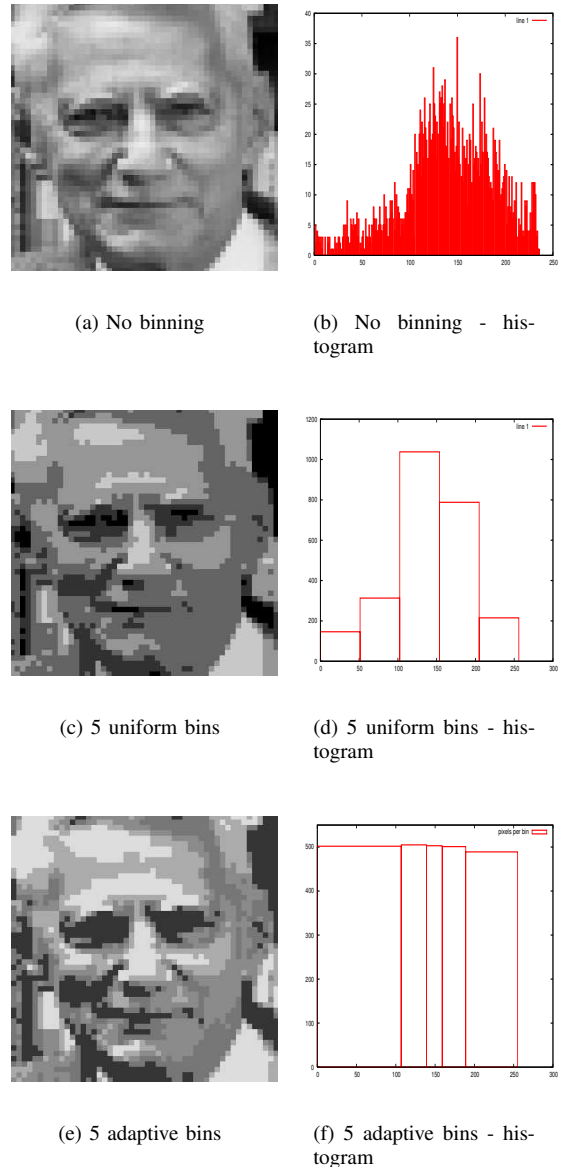 40
35
30
25
20
15
10
5
0
0 50 100 150 200 250
line 1
(a) No binning
(b) No binning - his-
togram
1200
1000
800
600
400
200
0
0 50 100 150 200 250 300
line 1
(c) 5 uniform bins
(d) 5 uniform bins - his-
togram
500
400
300
200
100
0
0 50 100 150 200 250 300
pixels per bin
(e) 5 adaptive bins
(f) 5 adaptive bins - his-
togram